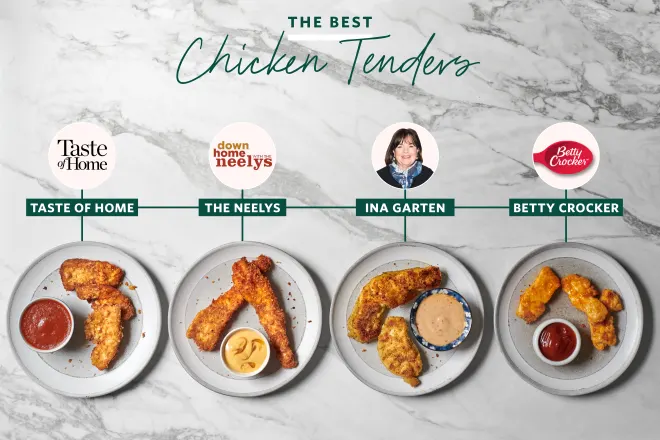 THE BEST
Chicken Tenders
Taste
of Home
down
home
WITH THE
neelys
Betty
Crocker
TASTE OF HOME
THE NEELYS
INA GARTEN
BETTY CROCKER